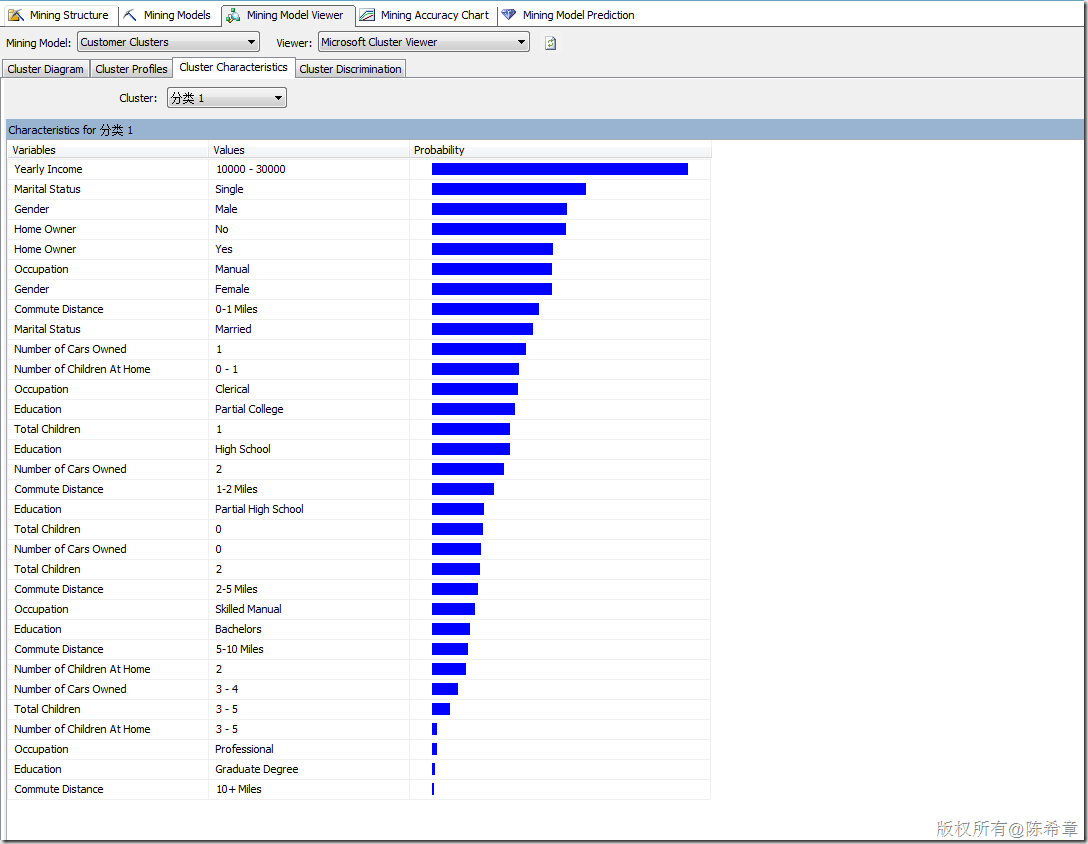 Mining Structure Mining Models Mining Model Viewer Mining Accuracy Chart Mining Model Prediction
Mining Model: Customer Clusters Viewer: Microsoft Cluster Viewer
Cluster Diagram Cluster Profiles Cluster Characteristics Cluster Discrimination
Cluster: 分类 1
Characteristics for 分类 1
Variables Values Probability
Yearly Income 10000 - 30000
Marital Status Single
Gender Male
Home Owner No
Home Owner Yes
Occupation Manual
Gender Female
Commute Distance 0-1 Miles
Marital Status Married
Number of Cars Owned 1
Number of Children At Home 0 - 1
Occupation Clerical
Education Partial College
Total Children 1
Education High School
Number of Cars Owned 2
Commute Distance 1-2 Miles
Education Partial High School
Total Children 0
Number of Cars Owned 0
Total Children 2
Commute Distance 2-5 Miles
Occupation Skilled Manual
Education Bachelors
Commute Distance 5-10 Miles
Number of Children At Home 2
Number of Cars Owned 3 - 4
Total Children 3 - 5
Number of Children At Home 3 - 5
Occupation Professional
Education Graduate Degree
Commute Distance 10+ Miles
版权所有@陈希章